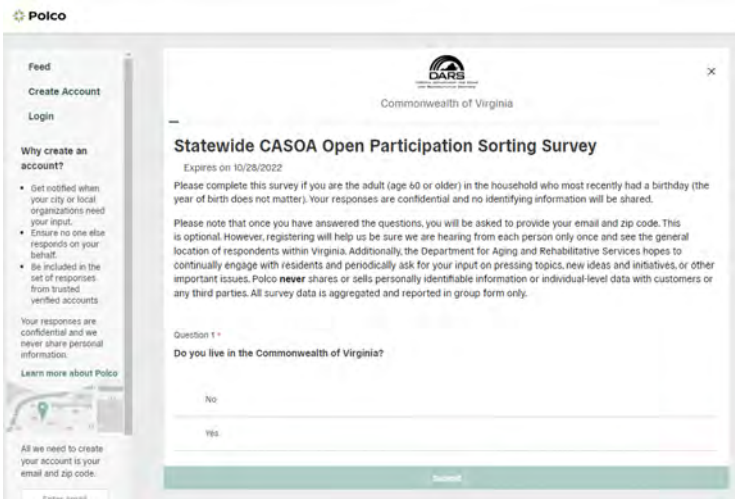 Polco
Feed
Create Account
Login
Why create an
account?
Get notified when
your city or local
organizations need
your input.
Ensure no one else
responds on your
behalf.
Be included in the
set of responses
from trusted
verified accounts
Your responses are
confidential and we
never share personal
information.
Learn more about Polco
All we need to create
your account is your
email and zip code.
DARS
Commonwealth of Virginia
Statewide CASOA Open Participation Sorting Survey
Expires on 10/28/2022
Please complete this survey if you are the adult (age 60 or older) in the household who most recently had a birthday (the
year of birth does not matter). Your responses are confidential and no identifying information will be shared.
Please note that once you have answered the questions, you will be asked to provide your email and zip code. This
is optional. However, registering will help us be sure we are hearing from each person only once and see the general
location of respondents within Virginia. Additionally, the Department for Aging and Rehabilitative Services hopes to
continually engage with residents and periodically ask for your input on pressing topics, new ideas and initiatives, or other
important issues. Polco never shares or sells personally identifiable information or individual-level data with customers or
any third parties. All survey data is aggregated and reported in group form only.
Question 1 *
Do you live in the Commonwealth of Virginia?
No
Yes
Submit